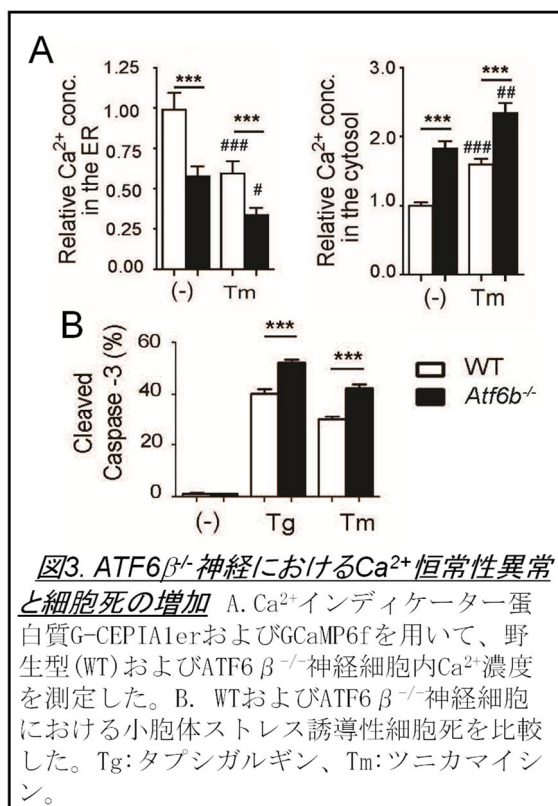 A
Relative Ca²⁺ conc.
in the ER
1.25
1.00
0.75
0.50
0.25
0.00
***
***
###
#
(-)
Tm
Relative Ca²⁺ conc.
in the cytosol
3.0
2.0
1.0
0.0
***
***
###
##
(-)
Tm
B
Cleaved
Caspase -3 (%)
60
40
20
0
***
***
(-)
Tg
Tm
WT
Atf6b-/-
図3. ATF6β-/-神経におけるCa²⁺恒常性異常
と細胞死の増加 A.Ca²⁺インディケーター蛋
白質G-CEPIA1erおよびGCaMP6fを用いて、野
生型(WT)およびATF6β-/-神経細胞内Ca²⁺濃度
を測定した。B. WTおよびATF6β-/-神経細胞
における小胞体ストレス誘導性細胞死を比較
した。Tg:タプシガルギン、Tm:ツニカマイシ
ン。